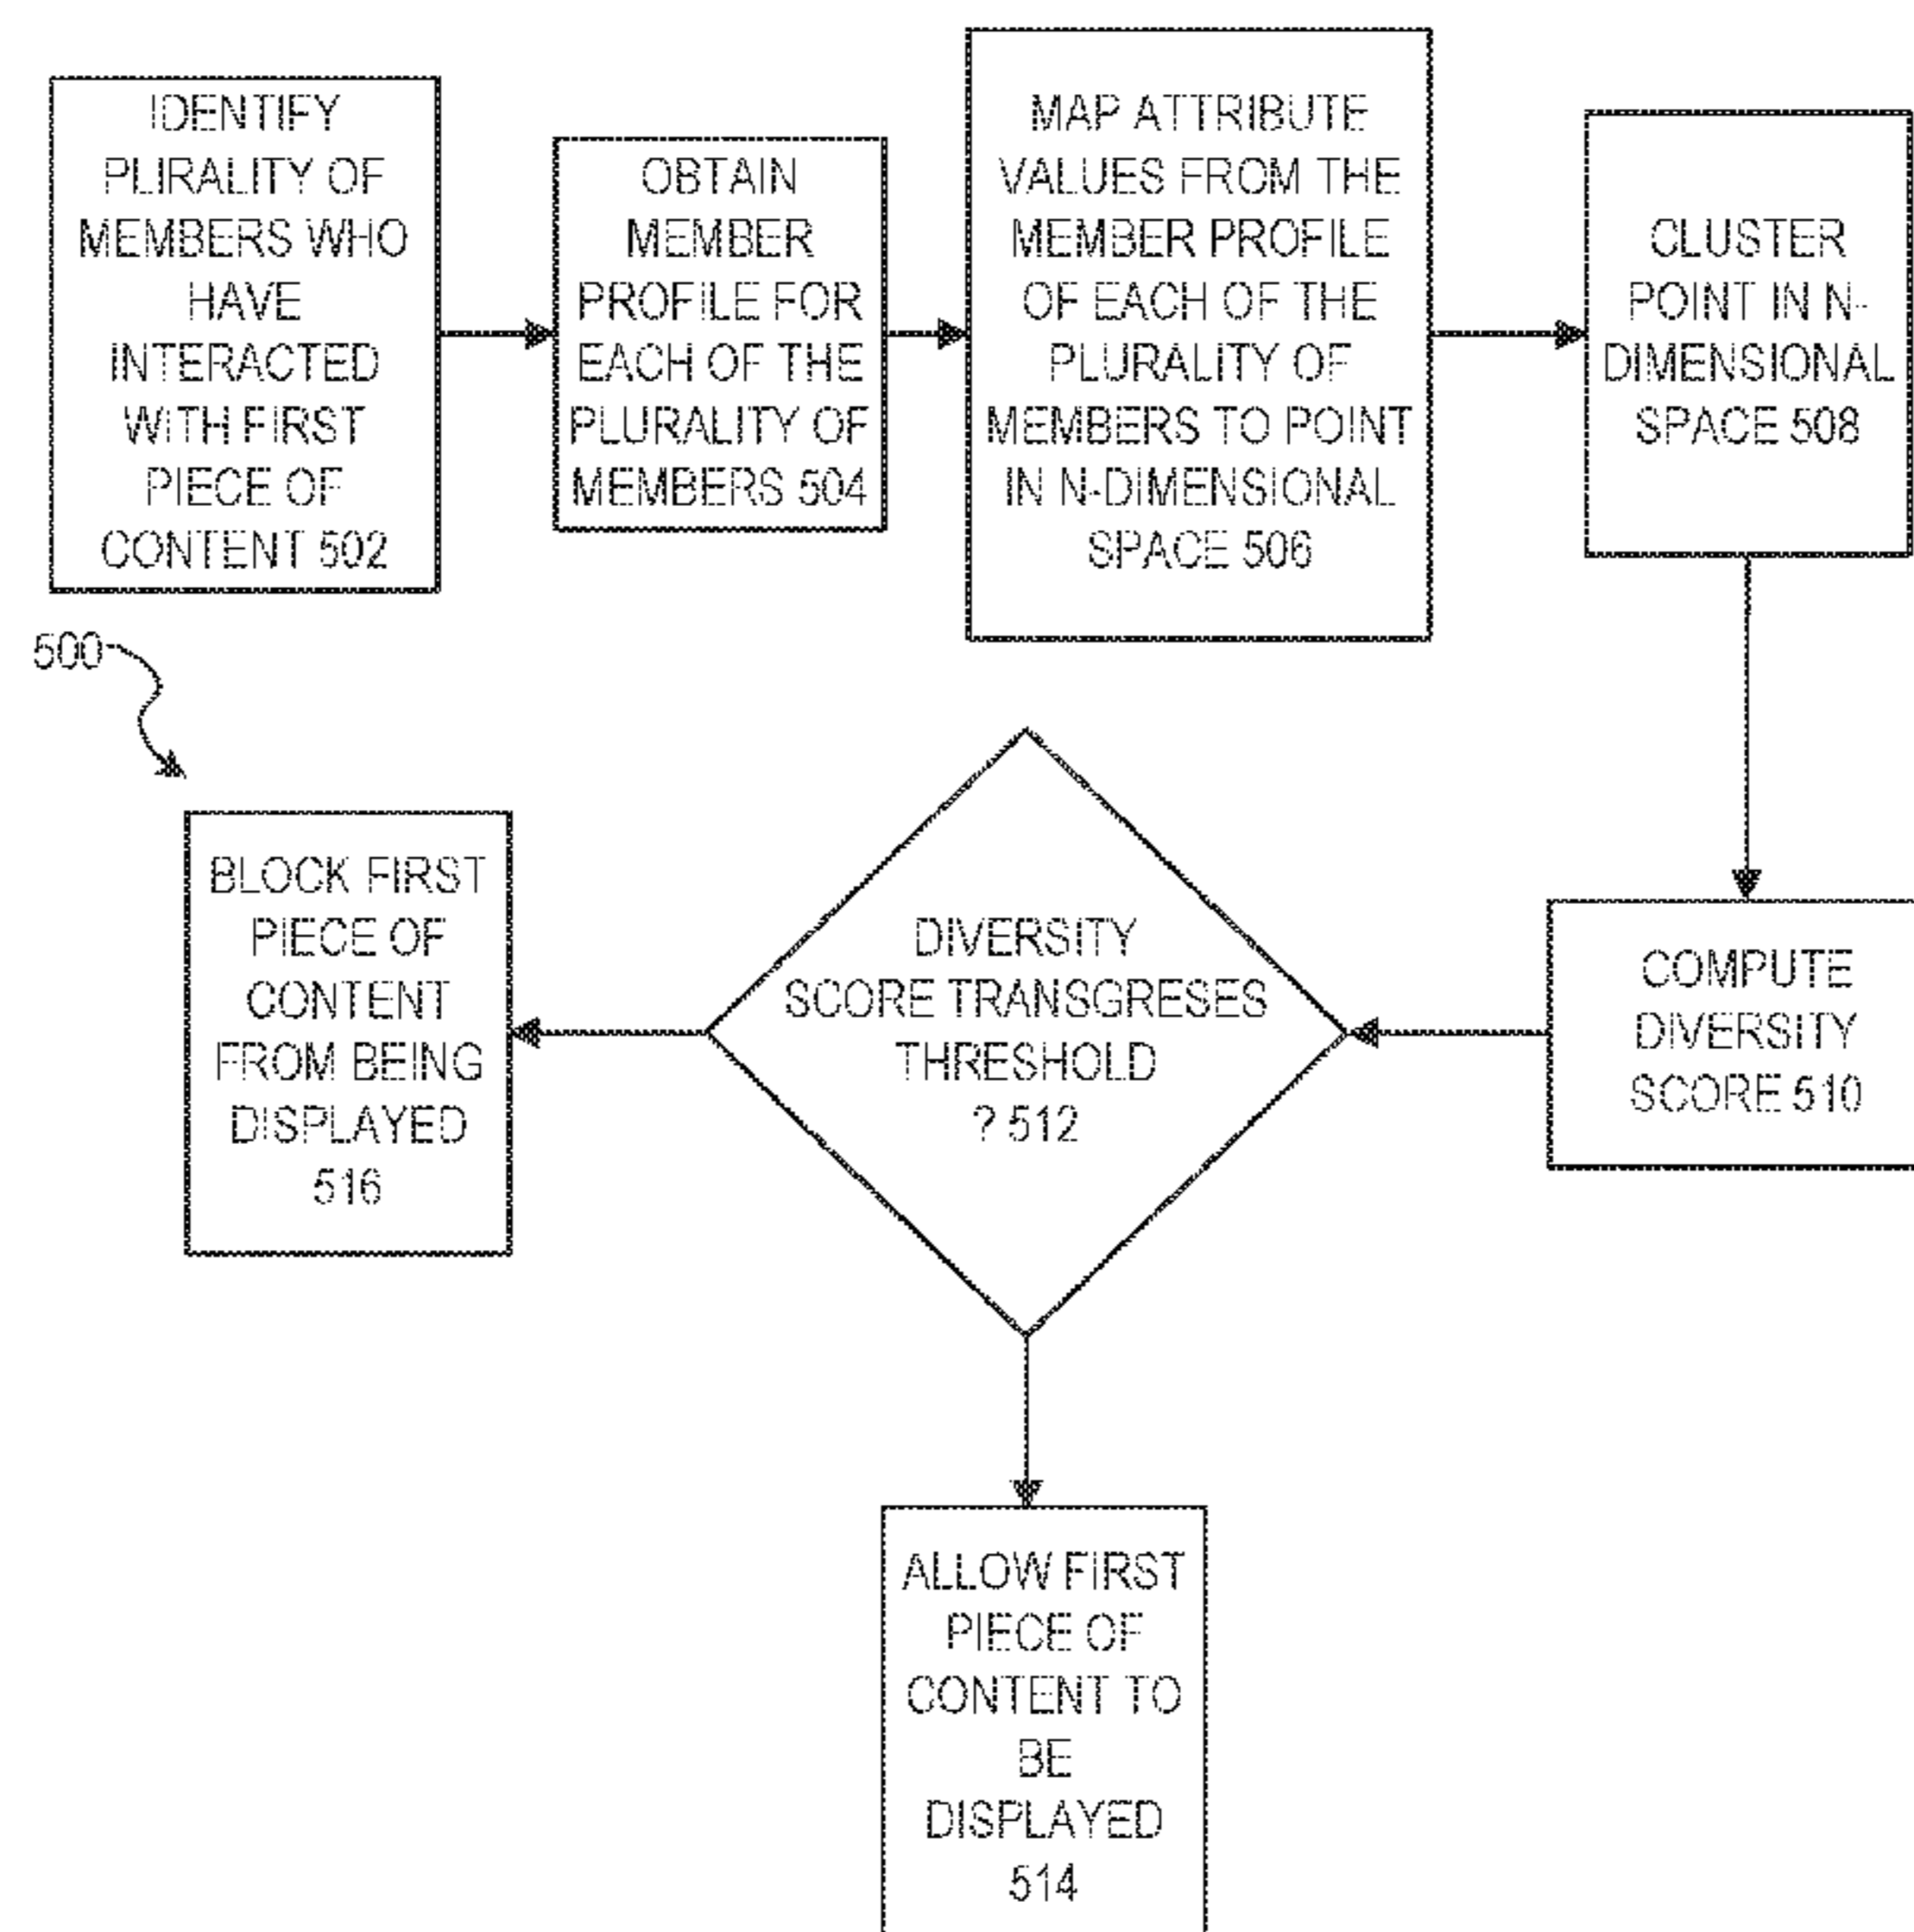 IDENTIFY
PLIRALITY OF
MEMBERS WHO
HAVE
INTERACTED
WITH FIRST
PIECE OF
CONTENT 502
OBTAIN
MEMBER
PROFILE FOR
EACH OF THE
PLURALITY OF
MEMBERS 504
MAP ATTRIBUTE
VALUES FROM THE
MEMBER PROFILE
OF EACH OF THE
PLURALITY OF
MEMBERS TO POINT
IN N-DIMENSIONAL
SPACE 506
CLUSTER
POINT IN N-
DIMENSIONAL
SPACE 508
500
COMPUTE
DIVERSITY
SCORE 510
DIVERSITY
SCORE TRANSGRESES
THRESHOLD
? 512
BLOCK FIRST
PIECE OF
CONTENT
FROM BEING
DISPLAYED
516
ALLOW FIRST
PIECE OF
CONTENT TO
BE
DISPLAYED
514